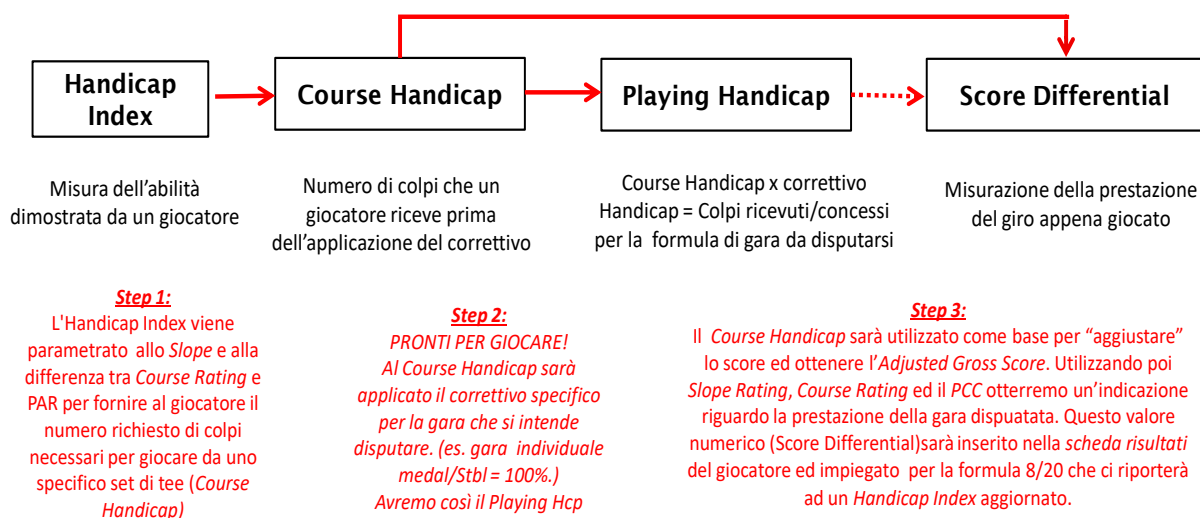 Handicap
Index
Course Handicap
Playing Handicap
Score Differential
Misura dell'abilità
dimostrata da un giocatore
Numero di colpi che un
giocatore riceve prima
dell'applicazione del correttivo
Course Handicap x correttivo
Handicap = Colpi ricevuti/concessi
per la formula di gara da disputarsi
Misurazione della prestazione
del giro appena giocato
Step 1:
L'Handicap Index viene
parametrato allo Slope e alla
differenza tra Course Rating e
PAR per fornire al giocatore il
numero richiesto di colpi
necessari per giocare da uno
specifico set di tee (Course
Handicap)
Step 2:
PRONTI PER GIOCARE!
Al Course Handicap sarà
applicato il correttivo specifico
per la gara che si intende
disputare. (es. gara individuale
medal/Stbl = 100%.)
Avremo così il Playing Hcp
Step 3:
Il Course Handicap sarà utilizzato come base per “aggiustare”
lo score ed ottenere l'Adjusted Gross Score. Utilizzando poi
Slope Rating, Course Rating ed il PCC otterremo un'indicazione
riguardo la prestazione della gara dispuatata. Questo valore
numerico (Score Differential)sarà inserito nella scheda risultati
del giocatore ed impiegato per la formula 8/20 che ci riporterà
ad un Handicap Index aggiornato.